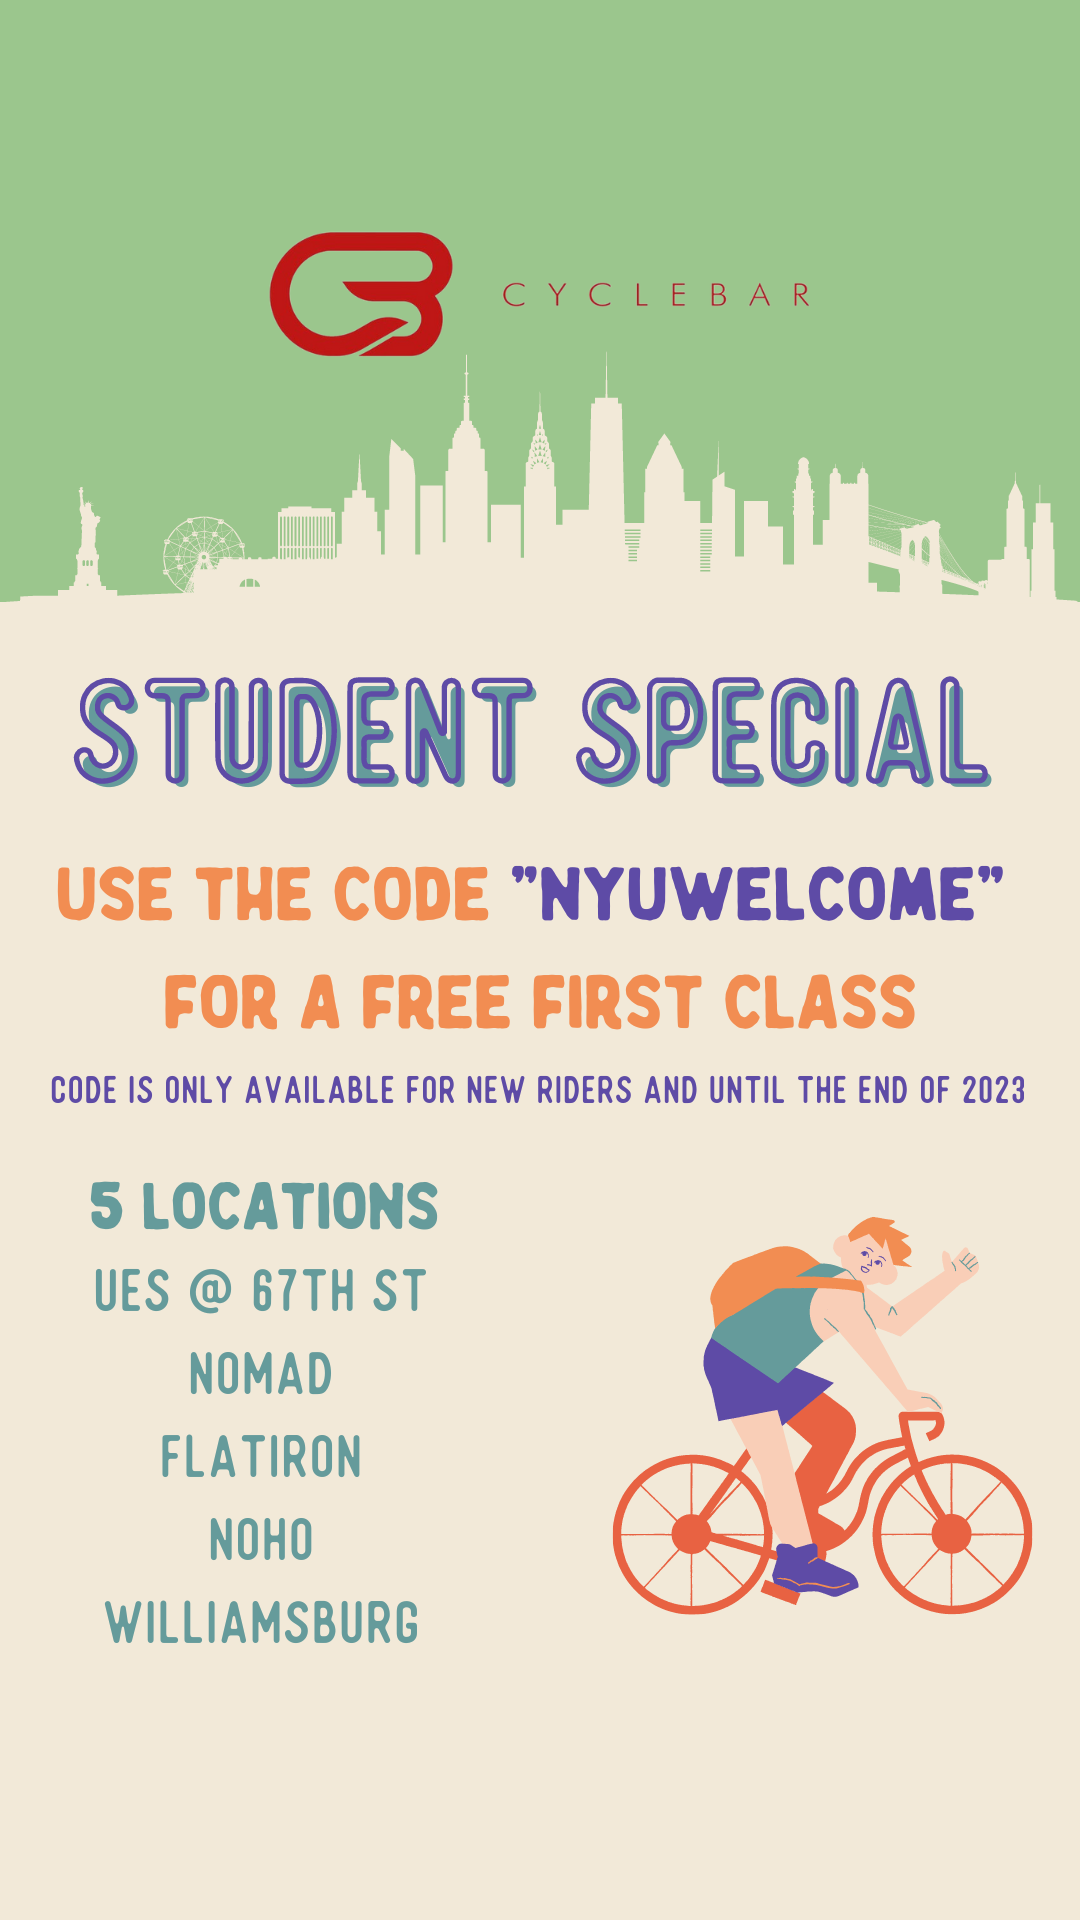 CYCLEBAR
STUDENT SPECIAL
USE THE CODE "NYUWELCOME"
FOR A FREE FIRST CLASS
CODE IS ONLY AVAILABLE FOR NEW RIDERS AND UNTIL THE END OF 2023
5 LOCATIONS
UES @ 67TH ST
NOMAD
FLATIRON
NOHO
WILLIAMSBURG